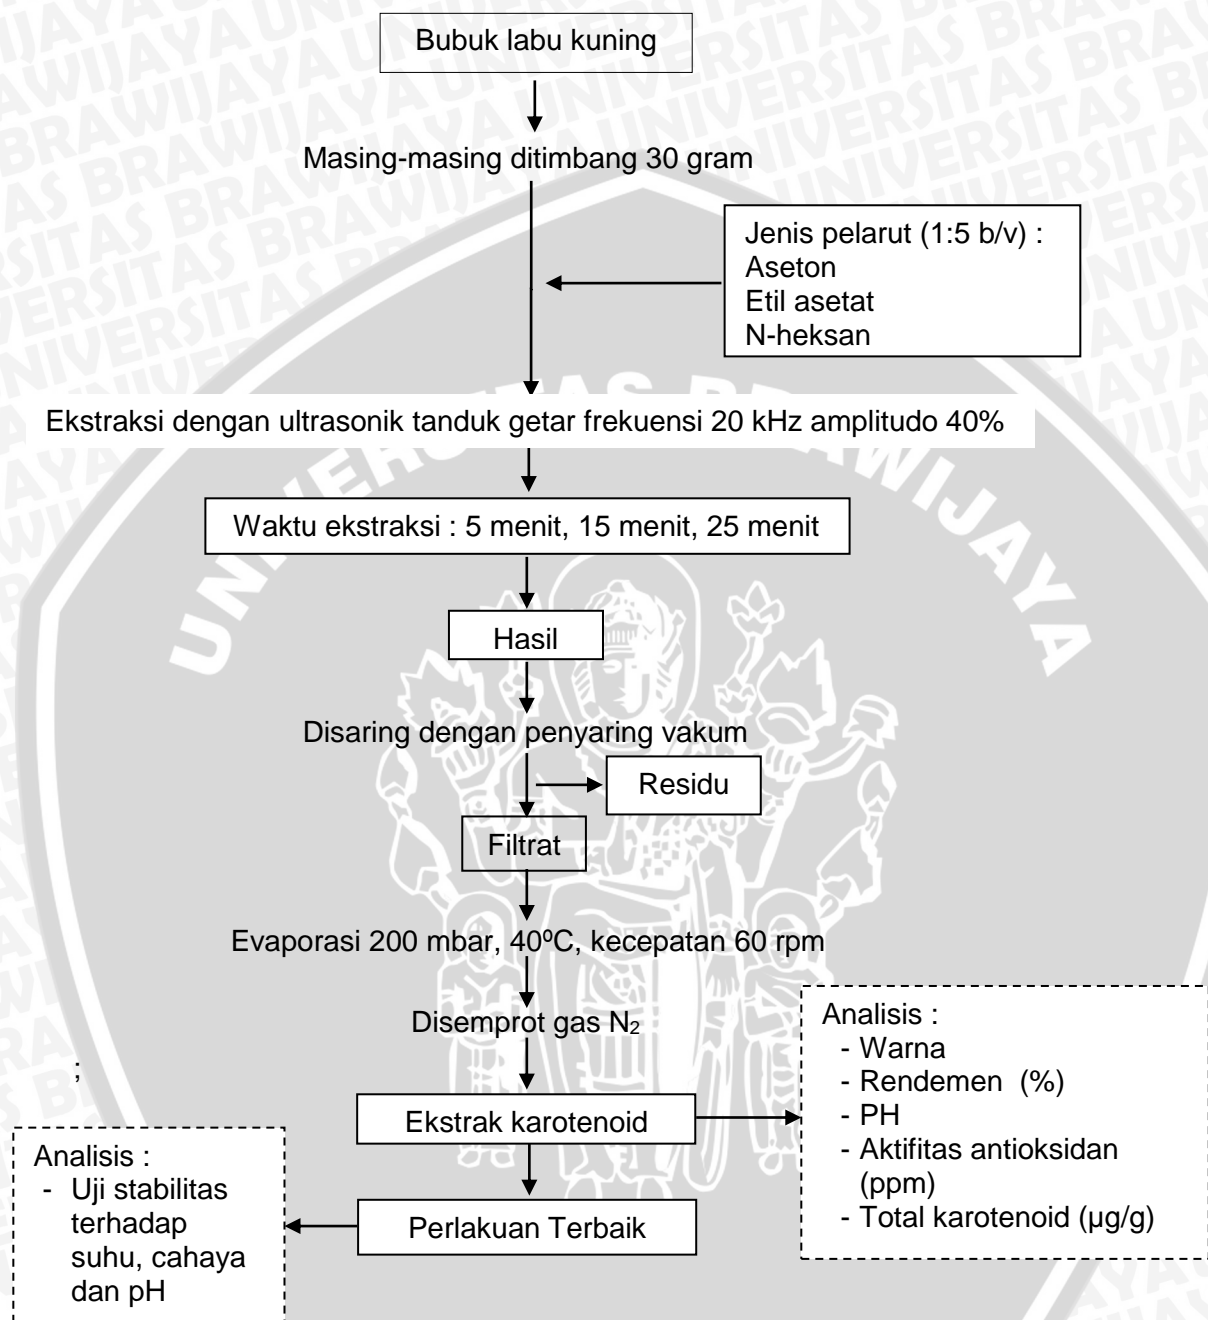 Bubuk labu kuning
Masing-masing ditimbang 30 gram
Jenis pelarut (1:5 b/v) :
Aseton
Etil asetat
N-heksan
Ekstraksi dengan ultrasonik tanduk getar frekuensi 20 kHz amplitudo 40%
Waktu ekstraksi : 5 menit, 15 menit, 25 menit
Hasil
Disaring dengan penyaring vakum
Residu
Filtrat
Evaporasi 200 mbar, 40ºC, kecepatan 60 rpm
Disemprot gas N₂
;
Ekstrak karotenoid
Analisis :
- Warna
- Rendemen (%)
- PH
- Aktifitas antioksidan
(ppm)
- Total karotenoid (µg/g)
Perlakuan Terbaik
Analisis :
- Uji stabilitas
terhadap
suhu, cahaya
dan pH
UNIVERSITAS BRAWIJAYA